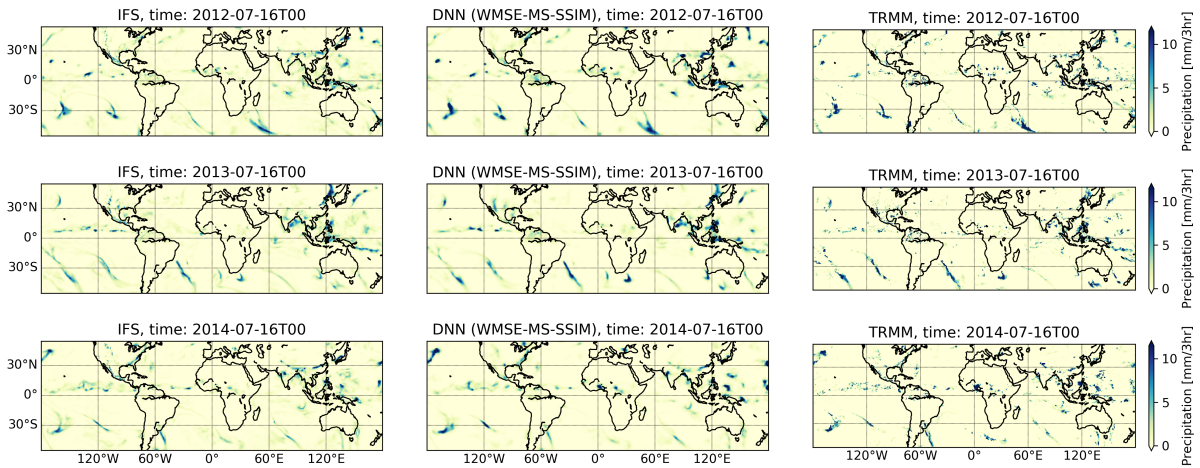 IFS, time: 2012-07-16T00
DNN (WMSE-MS-SSIM), time: 2012-07-16T00
TRMM, time: 2012-07-16T00
30°N
0°
30°S
10
5
0
Precipitation [mm/3hr]
IFS, time: 2013-07-16T00
DNN (WMSE-MS-SSIM), time: 2013-07-16T00
TRMM, time: 2013-07-16T00
30°N
0°
30°S
10
5
0
Precipitation [mm/3hr]
IFS, time: 2014-07-16T00
DNN (WMSE-MS-SSIM), time: 2014-07-16T00
TRMM, time: 2014-07-16T00
30°N
0°
30°S
10
5
0
Precipitation [mm/3hr]
120°W 60°W 0° 60°E 120°E
120°W 60°W 0° 60°E 120°E
120°W 60°W 0° 60°E 120°E